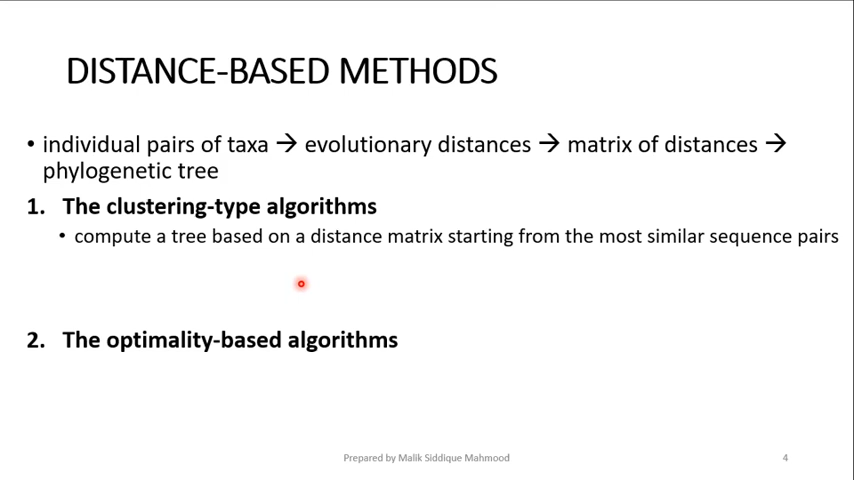 DISTANCE-BASED METHODS
• individual pairs of taxa → evolutionary distances → matrix of distances →
phylogenetic tree
1. The clustering-type algorithms
• compute a tree based on a distance matrix starting from the most similar sequence pairs
2. The optimality-based algorithms
Prepared by Malik Siddique Mahmood
4